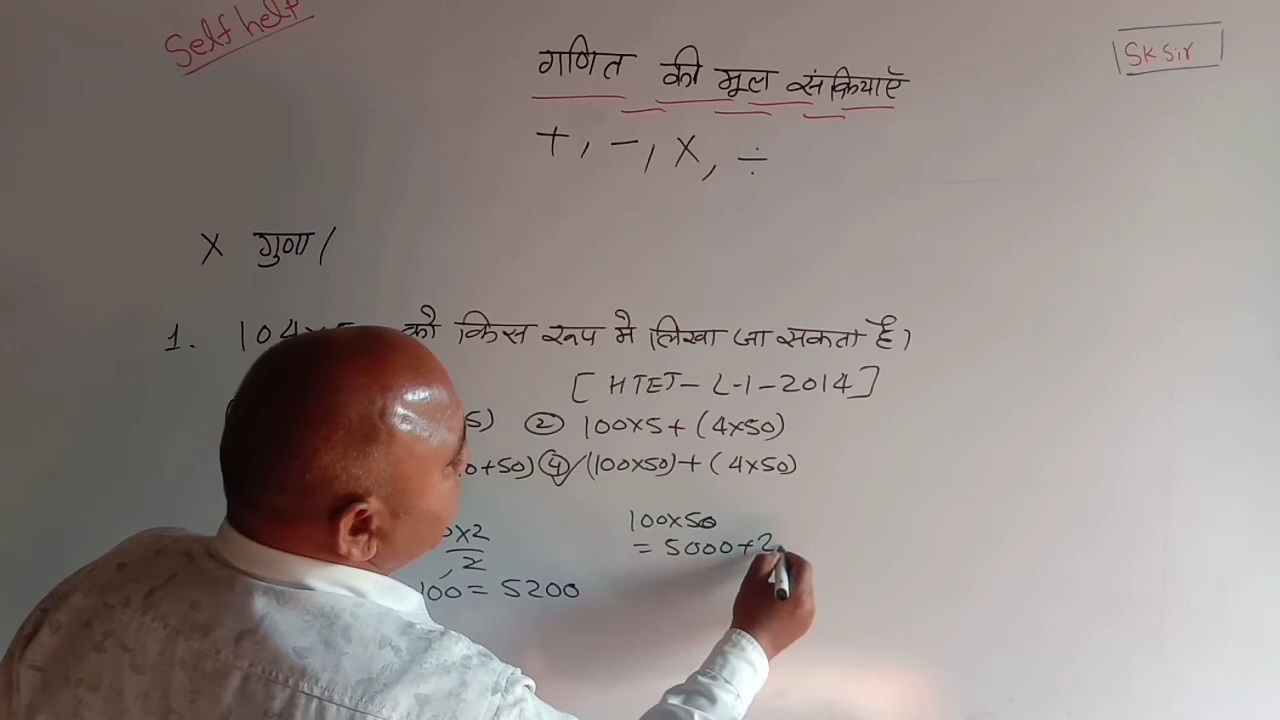 Self help
SK Sir
गणित की मूल संक्रियाएँ
+, -, ×, ÷
× गुणा /
1. 104× को किस रूप मे लिखा जा सकता है।
[HTET- L-1-2014]
5) ② 100×5+(4×50)
0+50) ④ (100×50)+(4×50)
×2
2
100×50
= 5000+2
100= 5200